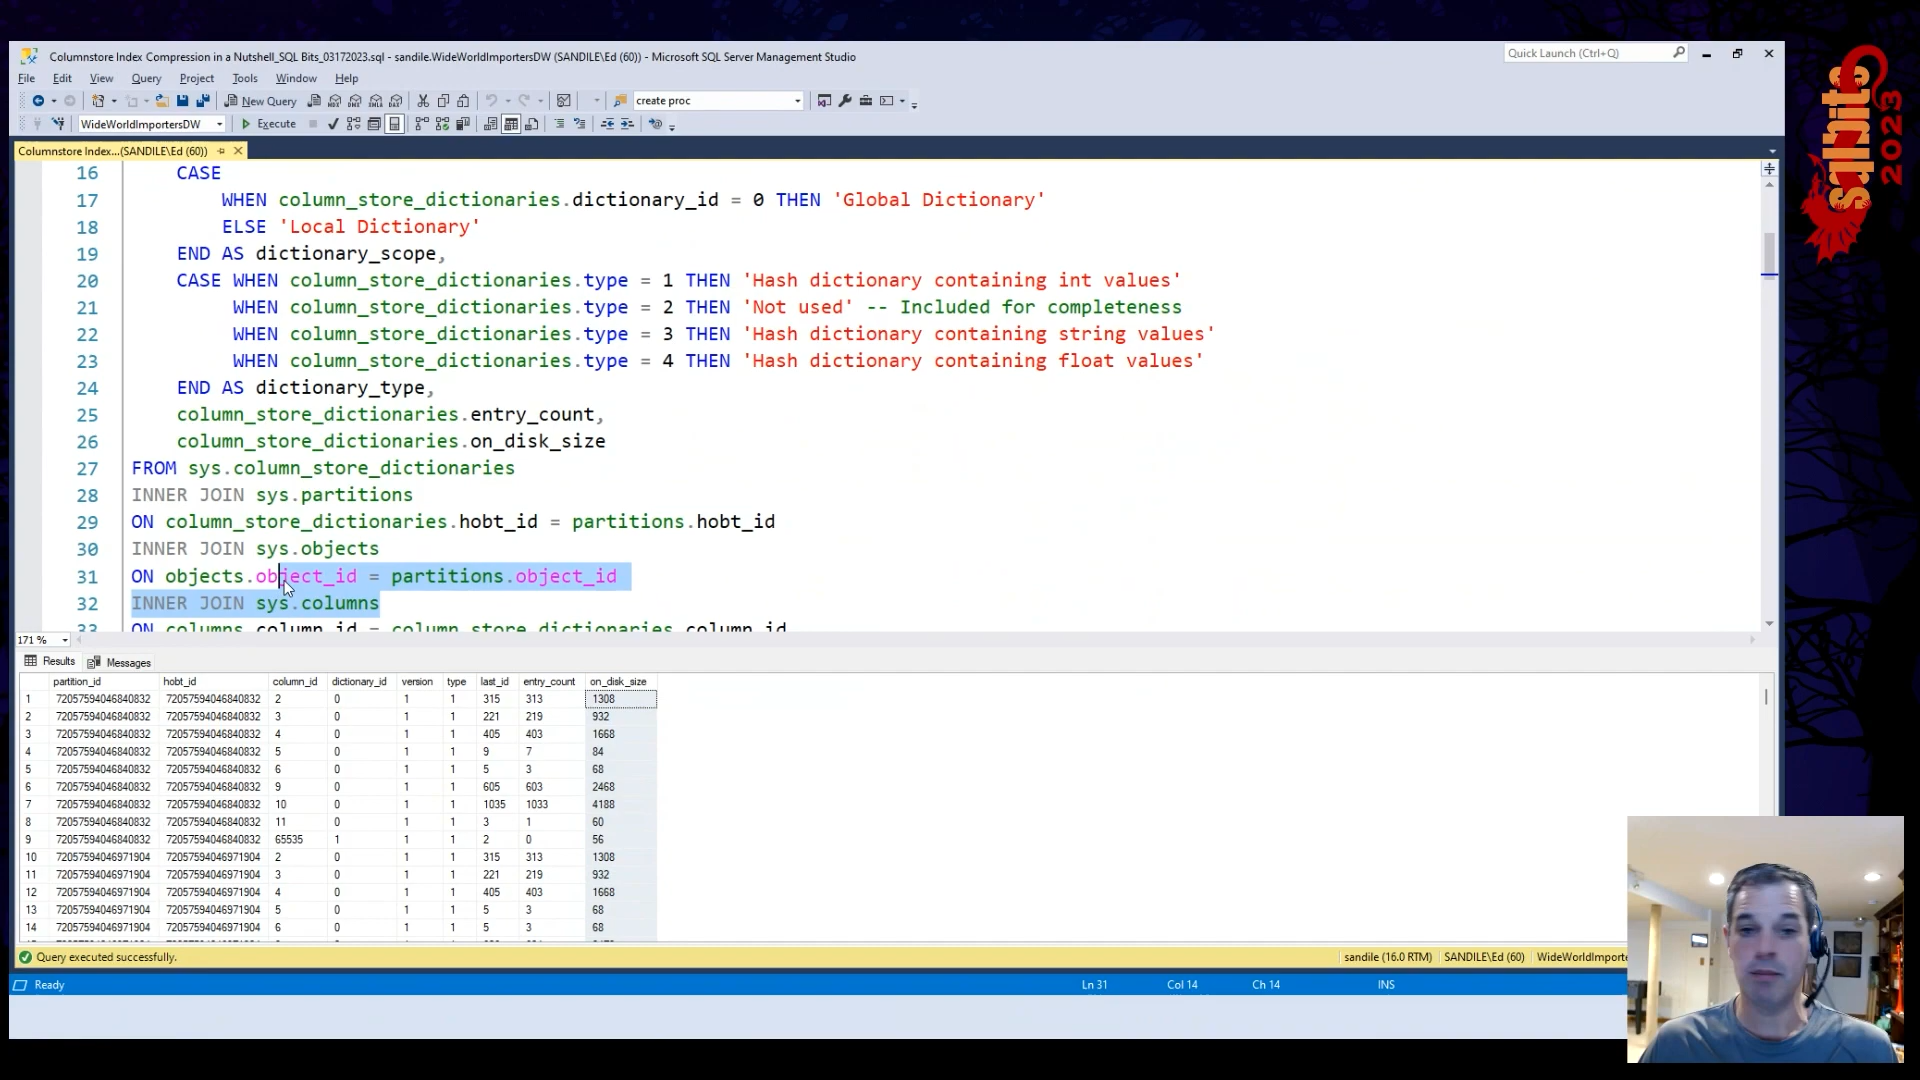 Columnstore Index Compression in a Nutshell_SQL Bits_03172023.sql - sandile.WideWorldImportersDW (SANDILE\Ed (60)) - Microsoft SQL Server Management Studio
Quick Launch (Ctrl+Q)
File Edit View Query Project Tools Window Help
New Query
create proc
WideWorldImportersDW
Execute
Columnstore Index...(SANDILE\Ed (60))
16 CASE
17 WHEN column_store_dictionaries.dictionary_id = 0 THEN 'Global Dictionary'
18 ELSE 'Local Dictionary'
19 END AS dictionary_scope,
20 CASE WHEN column_store_dictionaries.type = 1 THEN 'Hash dictionary containing int values'
21 WHEN column_store_dictionaries.type = 2 THEN 'Not used' -- Included for completeness
22 WHEN column_store_dictionaries.type = 3 THEN 'Hash dictionary containing string values'
23 WHEN column_store_dictionaries.type = 4 THEN 'Hash dictionary containing float values'
24 END AS dictionary_type,
25 column_store_dictionaries.entry_count,
26 column_store_dictionaries.on_disk_size
27 FROM sys.column_store_dictionaries
28 INNER JOIN sys.partitions
29 ON column_store_dictionaries.hobt_id = partitions.hobt_id
30 INNER JOIN sys.objects
31 ON objects.object_id = partitions.object_id
32 INNER JOIN sys.columns
33 ON columns.column_id = column_store_dictionaries.column_id
171 %
Results Messages
partition_id hobt_id column_id dictionary_id version type last_id entry_count on_disk_size
1 72057594046840832 72057594046840832 2 0 1 1 315 313 1308
2 72057594046840832 72057594046840832 3 0 1 1 221 219 932
3 72057594046840832 72057594046840832 4 0 1 1 405 403 1668
4 72057594046840832 72057594046840832 5 0 1 1 9 7 84
5 72057594046840832 72057594046840832 6 0 1 1 5 3 68
6 72057594046840832 72057594046840832 9 0 1 1 605 603 2468
7 72057594046840832 72057594046840832 10 0 1 1 1035 1033 4188
8 72057594046840832 72057594046840832 11 0 1 1 3 1 60
9 72057594046840832 72057594046840832 65535 1 1 1 2 0 56
10 72057594046971904 72057594046971904 2 0 1 1 315 313 1308
11 72057594046971904 72057594046971904 3 0 1 1 221 219 932
12 72057594046971904 72057594046971904 4 0 1 1 405 403 1668
13 72057594046971904 72057594046971904 5 0 1 1 5 3 68
14 72057594046971904 72057594046971904 6 0 1 1 5 3 68
Query executed successfully.
sandile (16.0 RTM) SANDILE\Ed (60) WideWorldImporte
Ready
Ln 31 Col 14 Ch 14 INS
sqlbits
2023